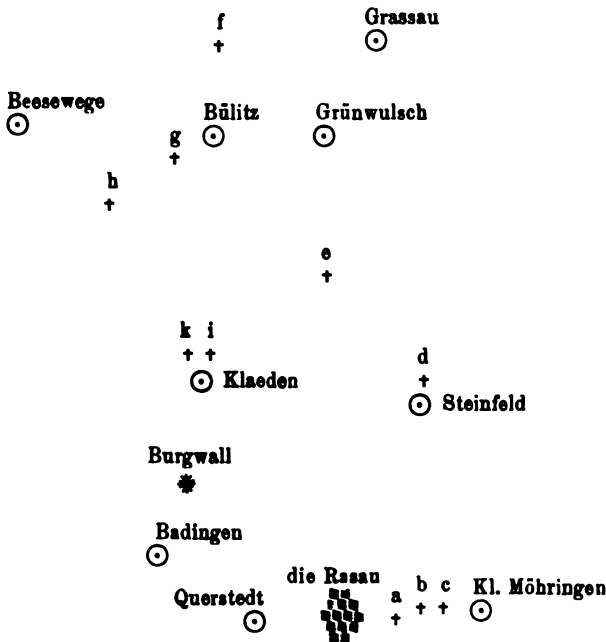 f
Grassau
Beesewege
Bülitz
Grünwulsch
g
h
e
k i
d
Klaeden
Steinfeld
Burgwall
Badingen
die Rasau
Kl. Möhringen
a b c
Querstedt